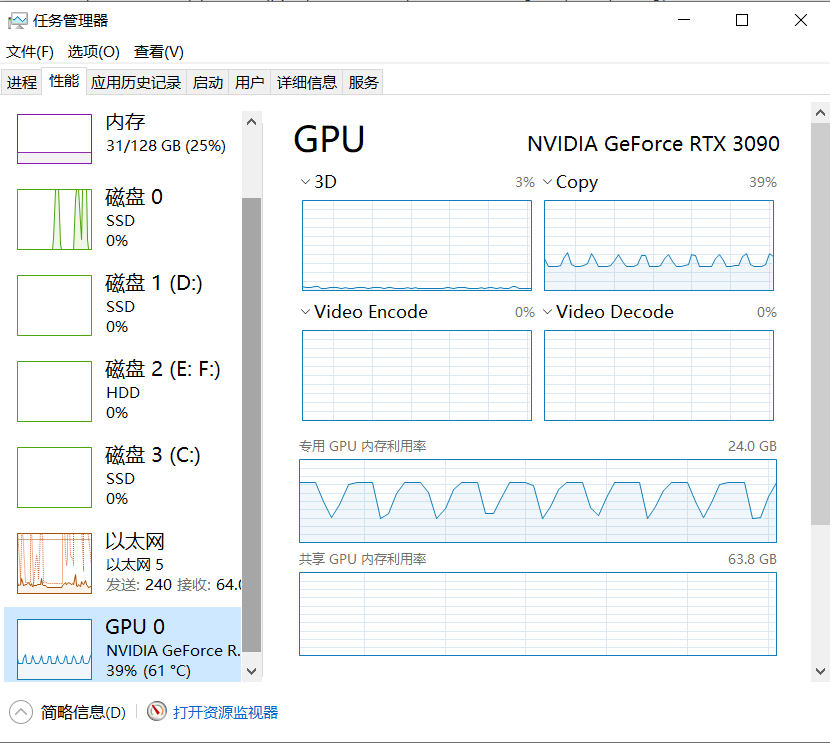 任务管理器
文件(F) 选项(O) 查看(V)
进程 性能 应用历史记录 启动 用户 详细信息 服务
内存
31/128 GB (25%)
磁盘 0
SSD
0%
磁盘 1 (D:)
SSD
0%
磁盘 2 (E: F:)
HDD
0%
磁盘 3 (C:)
SSD
0%
以太网
以太网 5
发送: 240 接收: 64.0
GPU 0
NVIDIA GeForce R...
39% (61 °C)
GPU
NVIDIA GeForce RTX 3090
3D 3%
Copy 39%
Video Encode 0%
Video Decode 0%
专用 GPU 内存利用率 24.0 GB
共享 GPU 内存利用率 63.8 GB
简略信息(D)
打开资源监视器